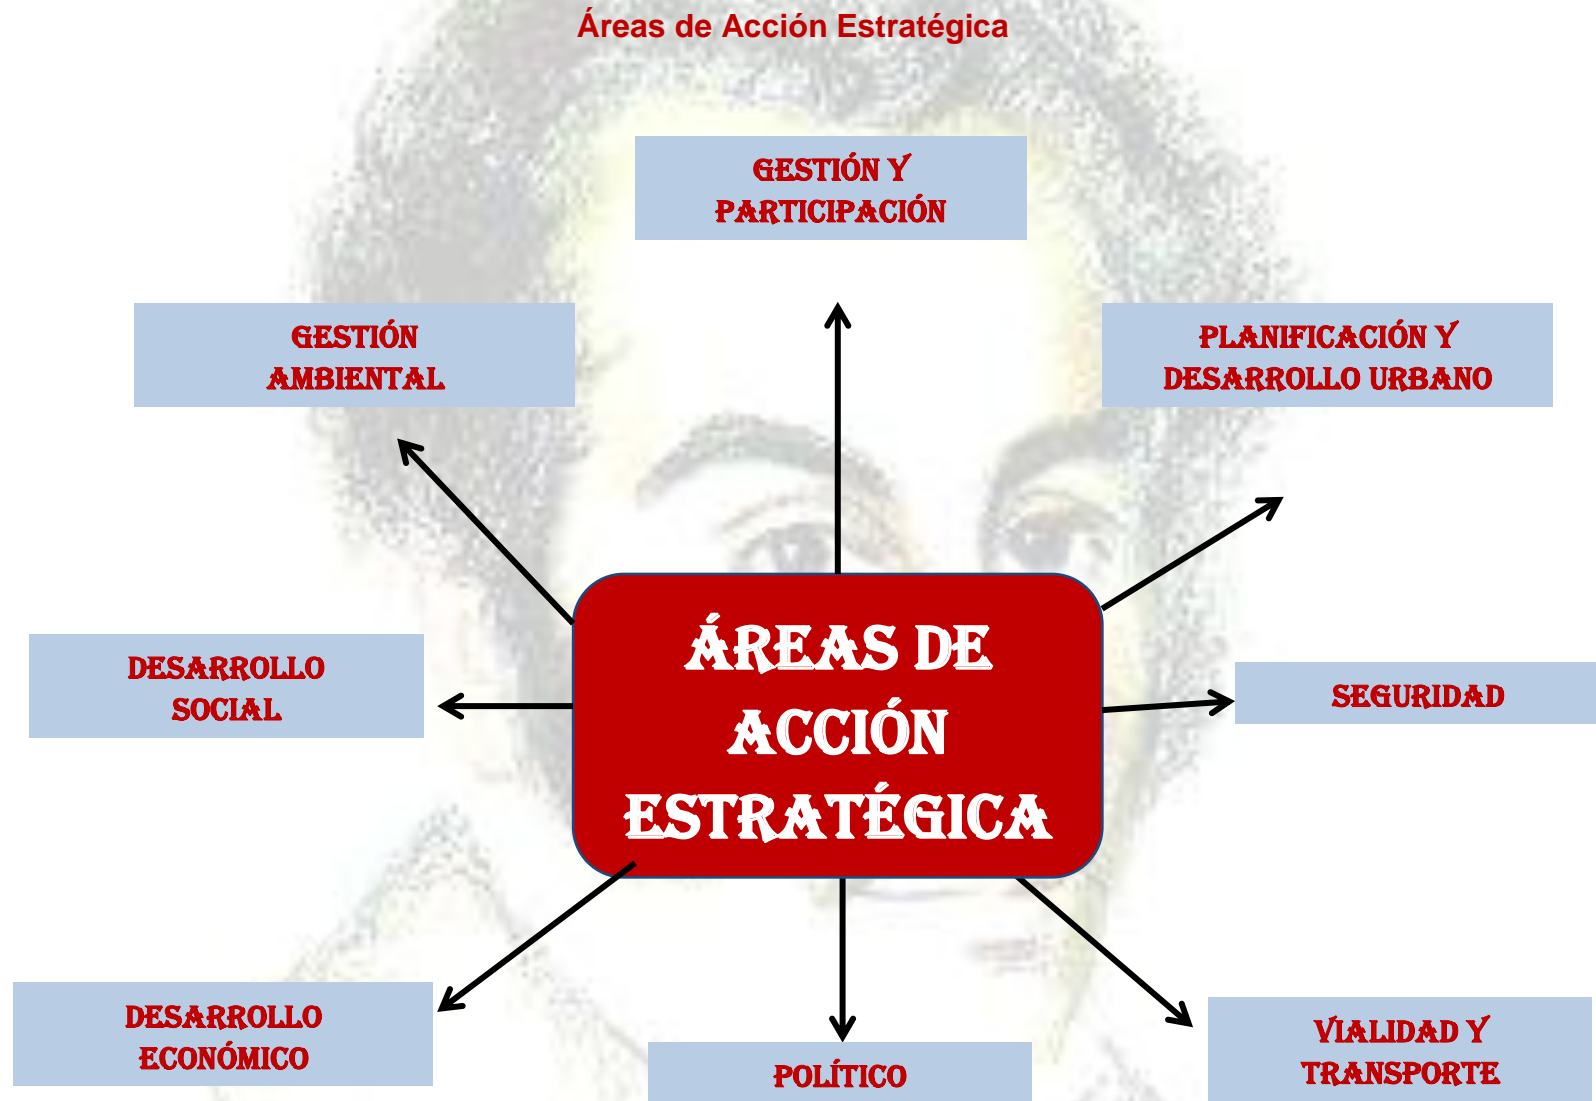 Áreas de Acción Estratégica
GESTIÓN Y
PARTICIPACIÓN
GESTIÓN
AMBIENTAL
PLANIFICACIÓN Y
DESARROLLO URBANO
ÁREAS DE
ACCIÓN
ESTRATÉGICA
DESARROLLO
SOCIAL
SEGURIDAD
DESARROLLO
ECONÓMICO
POLÍTICO
VIALIDAD Y
TRANSPORTE